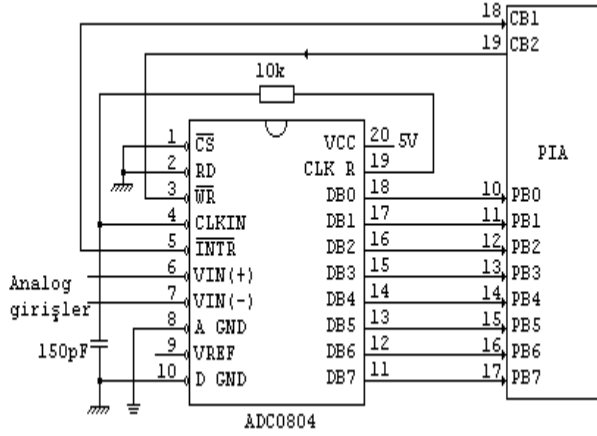 18 CB1
19 CB2
10k
1 CS VCC 20 5V
2 RD CLK R 19
PIA
3 WR DB0 18 10 PB0
4 CLKIN DB1 17 11 PB1
5 INTR DB2 16 12 PB2
6 VIN(+) DB3 15 13 PB3
Analog
7 VIN(-) DB4 14 14 PB4
girişler
8 A GND DB5 13 15 PB5
150pF
9 VREF DB6 12 16 PB6
10 D GND DB7 11 17 PB7
ADC0804